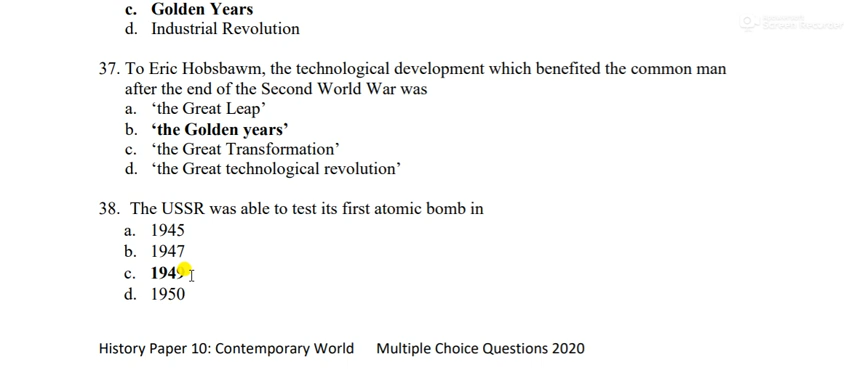 c. Golden Years
d. Industrial Revolution
37. To Eric Hobsbawm, the technological development which benefited the common man
after the end of the Second World War was
a. ‘the Great Leap’
b. ‘the Golden years’
c. ‘the Great Transformation’
d. ‘the Great technological revolution’
38. The USSR was able to test its first atomic bomb in
a. 1945
b. 1947
c. 1949
d. 1950
History Paper 10: Contemporary World Multiple Choice Questions 2020